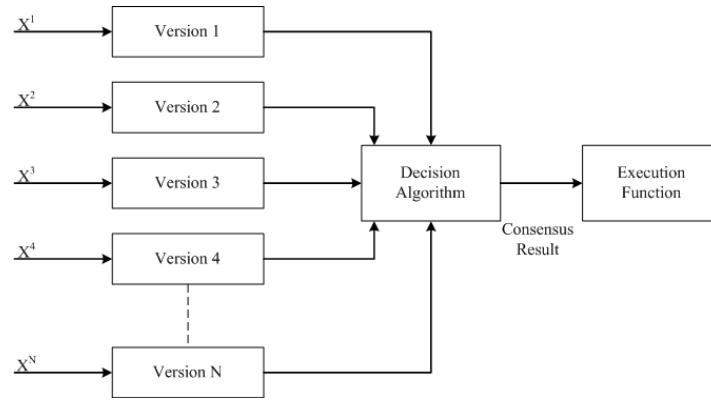 X¹
Version 1
X²
Version 2
X³
Version 3
X⁴
Version 4
Xᴺ
Version N
Decision
Algorithm
Consensus
Result
Execution
Function